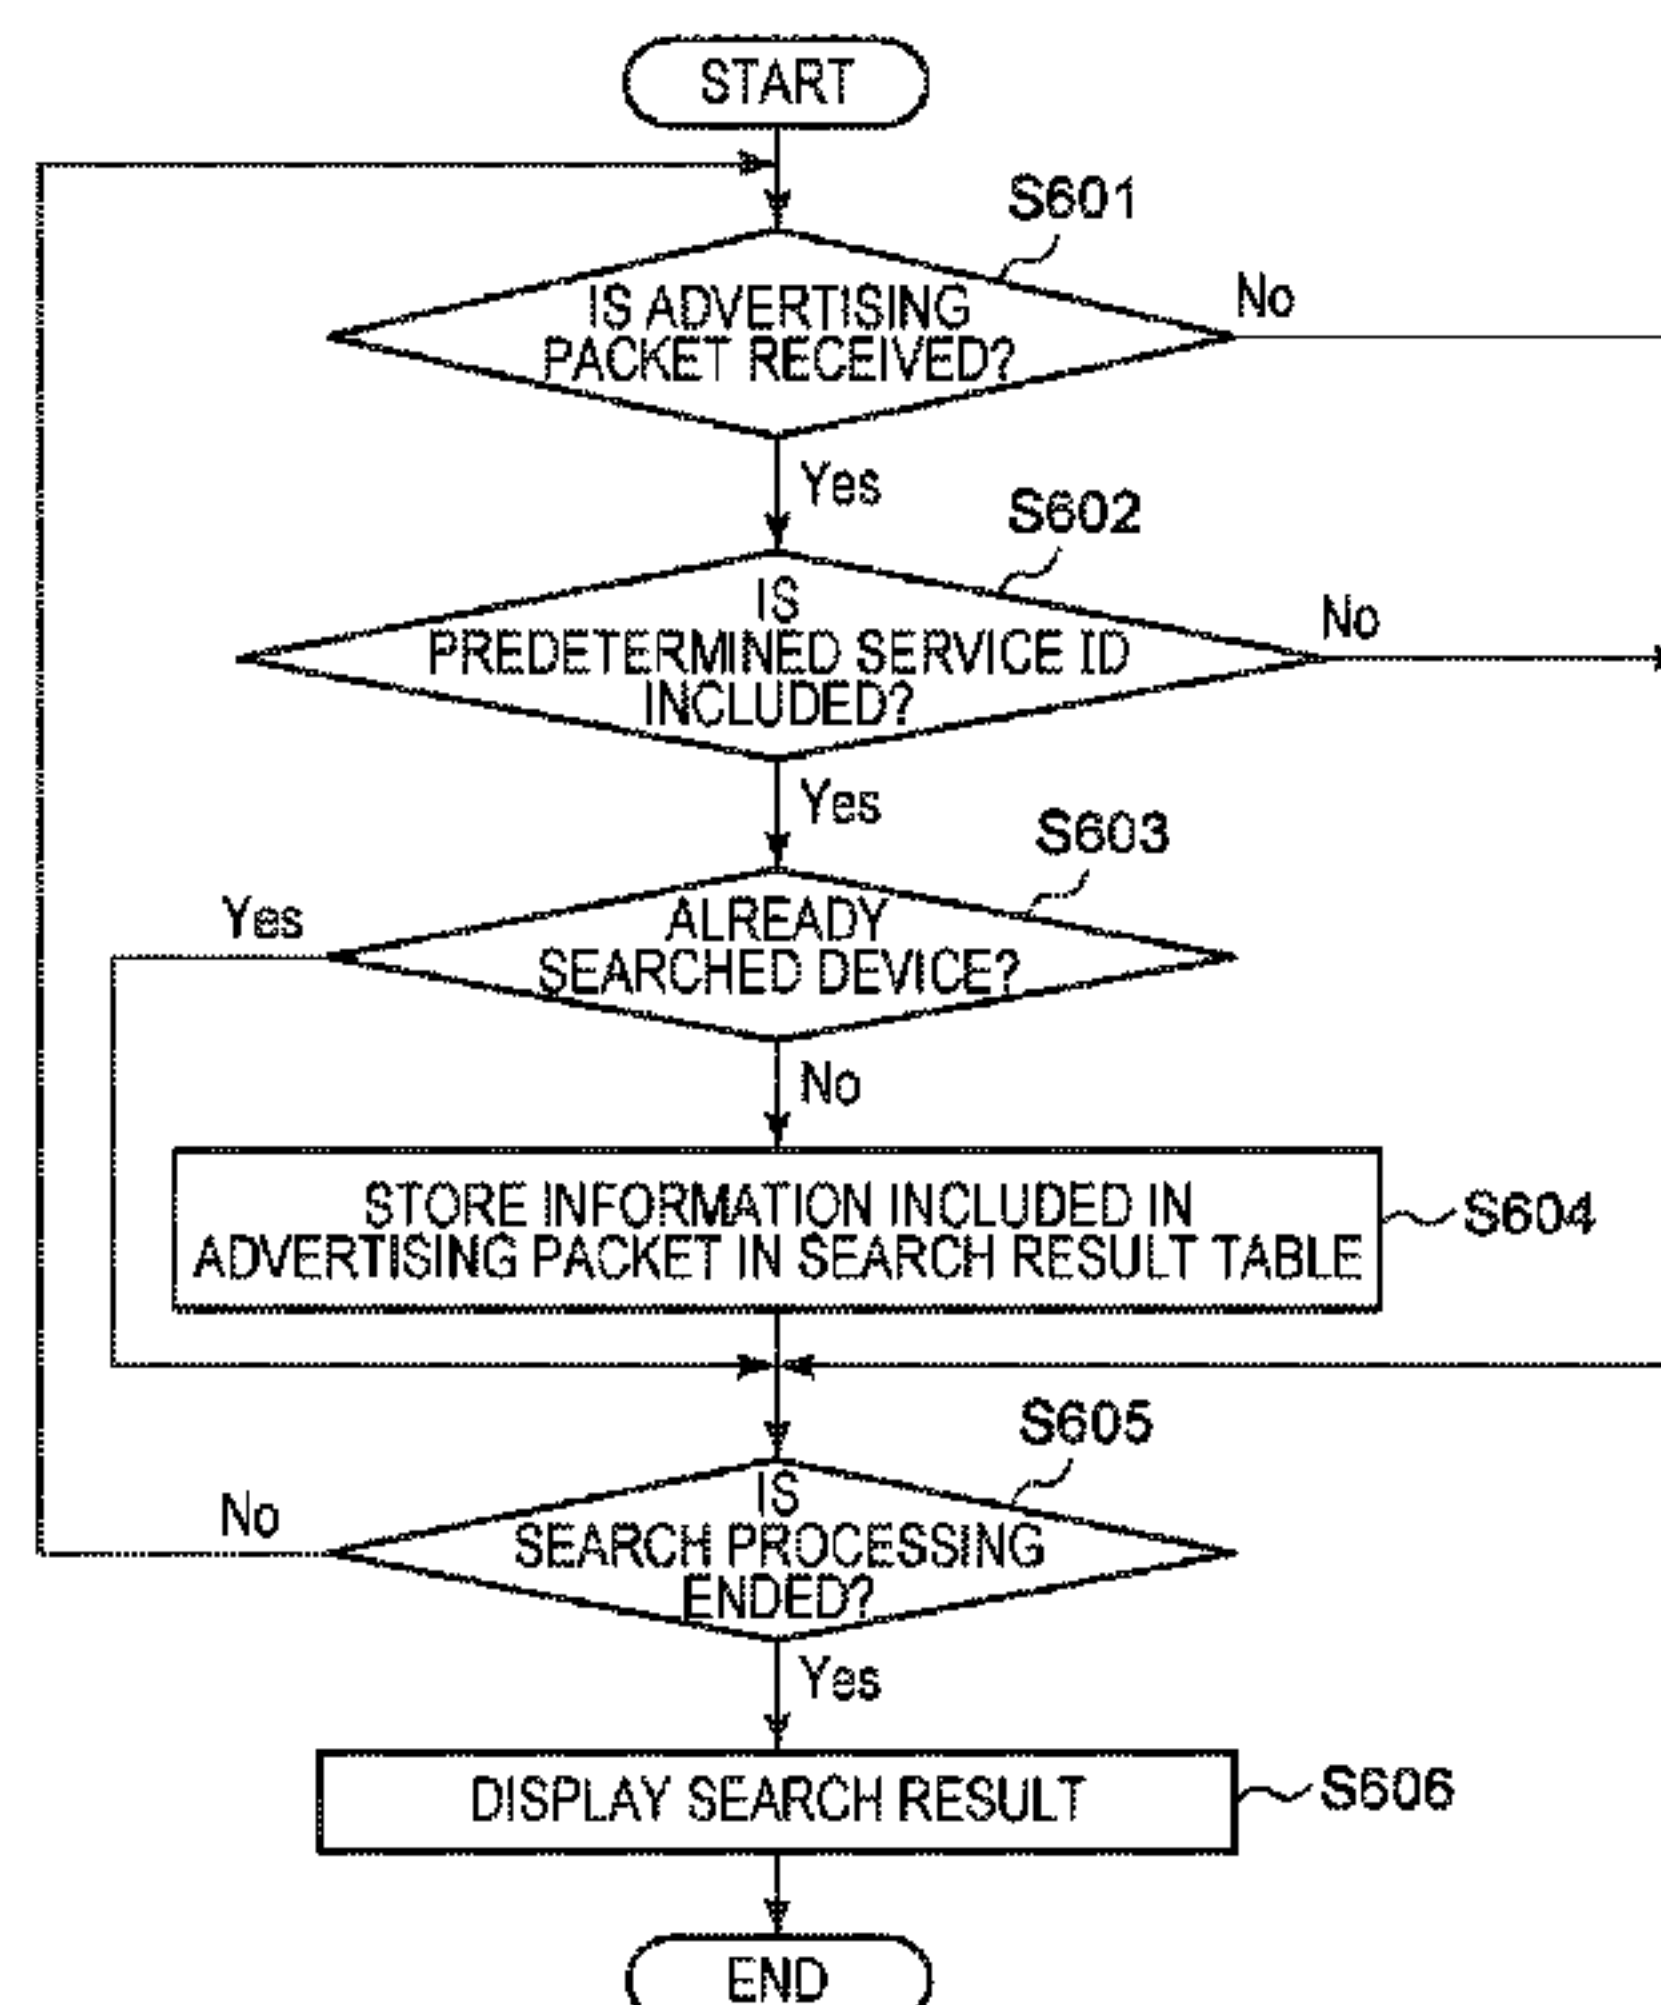 START
S601
IS ADVERTISING
PACKET RECEIVED?
No
Yes
S602
IS
PREDETERMINED SERVICE ID
INCLUDED?
No
Yes
S603
ALREADY
SEARCHED DEVICE?
Yes
No
STORE INFORMATION INCLUDED IN
ADVERTISING PACKET IN SEARCH RESULT TABLE
S604
S605
IS
SEARCH PROCESSING
ENDED?
No
Yes
DISPLAY SEARCH RESULT
S606
END